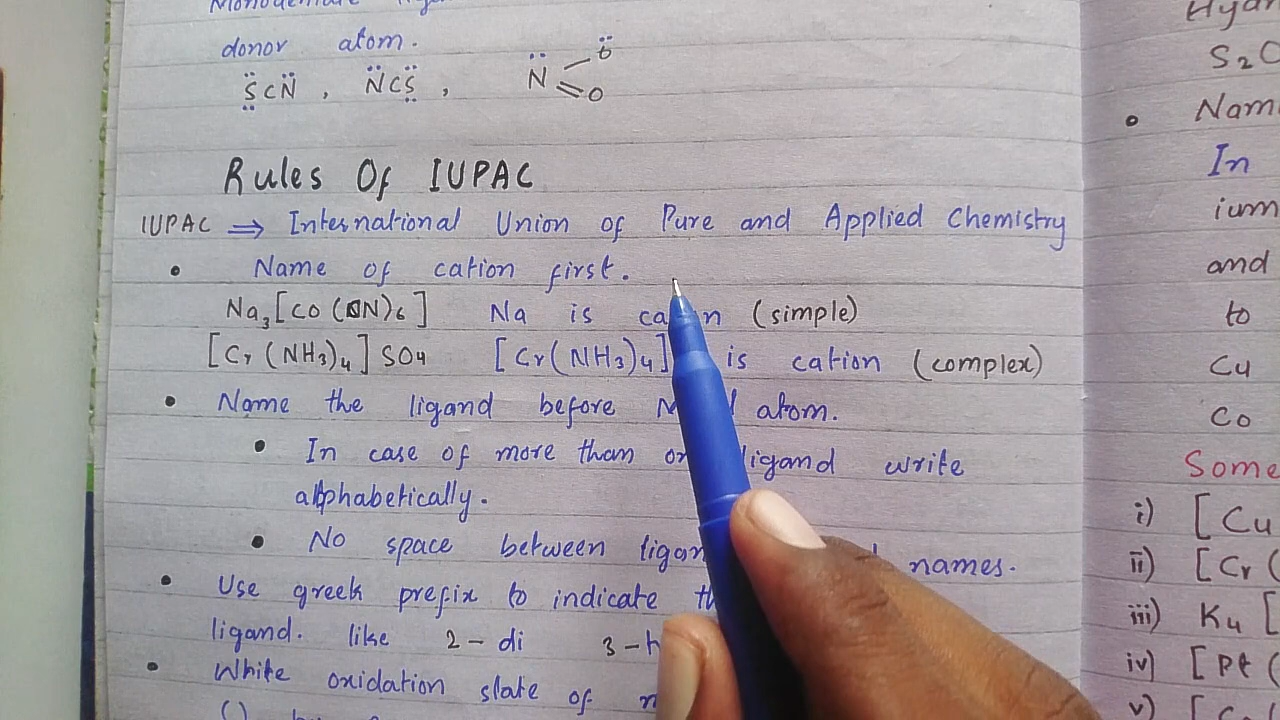 donor atom.
S̈cN̈ , N̈cS̈ , N̈ Ö
O
Rules Of IUPAC
IUPAC ⇒ International Union of Pure and Applied Chemistry
• Name of cation first.
Na₃[Co(CN)₆] Na is (simple)
[Cr(NH₃)₄]SO₄ [Cr(NH₃)₄] is cation (complex)
• Name the ligand before atom.
• In case of more than ligand write
alphabetically.
• No space between names.
• Use greek prefix to indicate
ligand. like 2 – di 3 –
• White oxidation state of
()
S₂
•
In
ium
and
to
Cu
Co
Some
i) [Cu
ii) [Cr(
iii) K₄[
iv) [Pt(
v) [